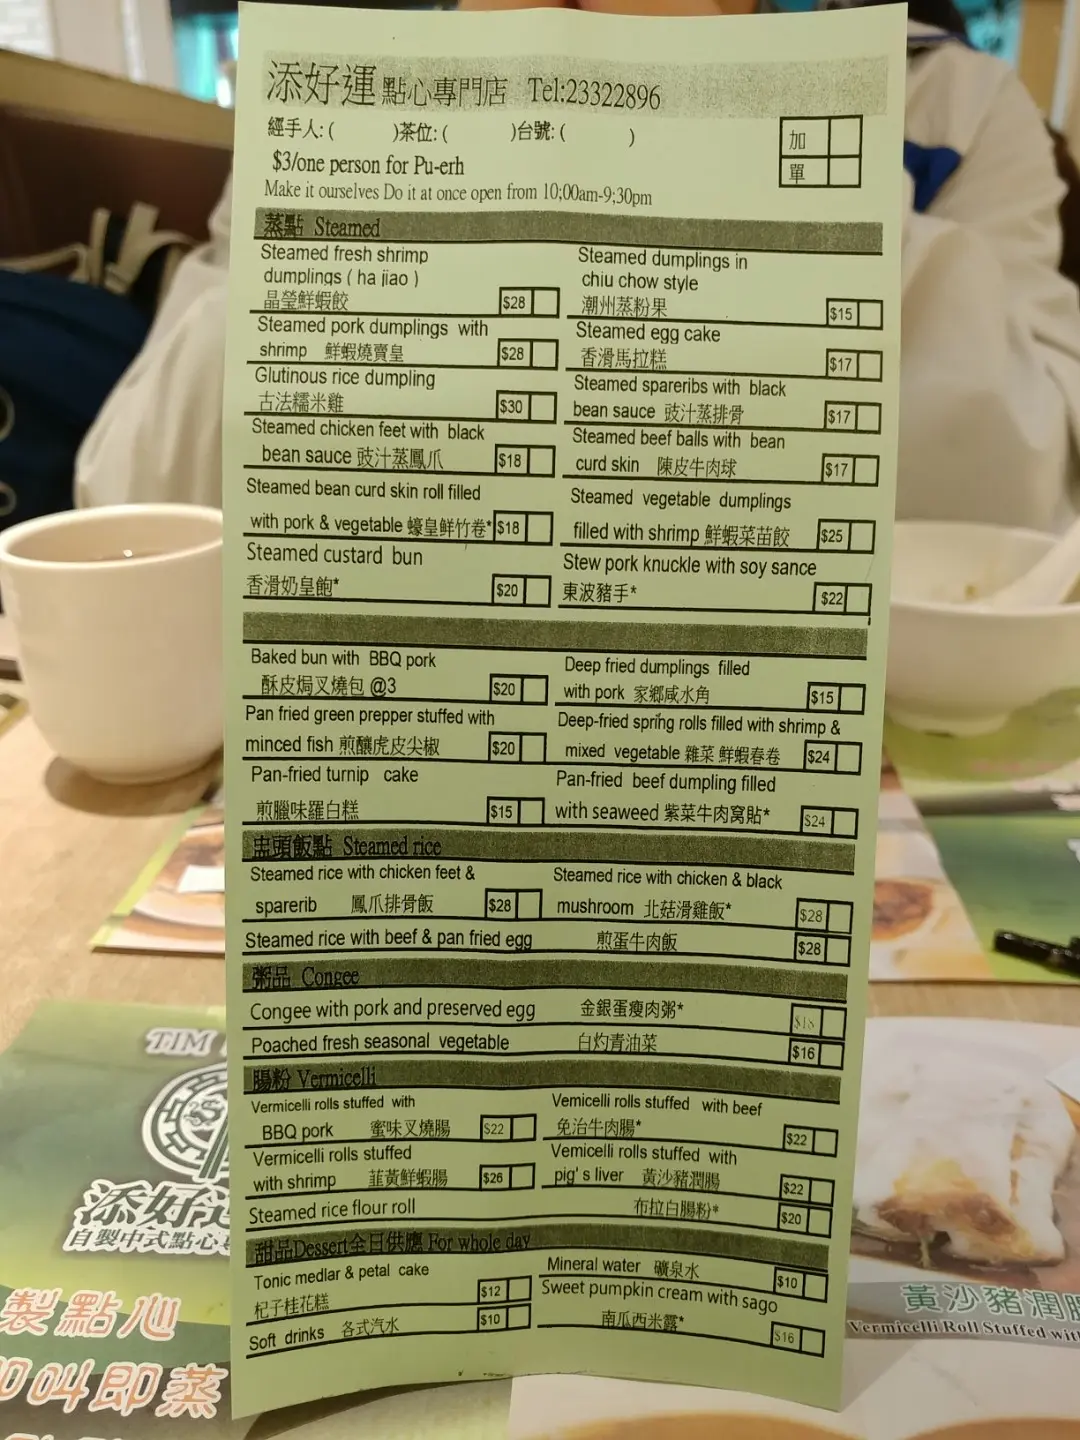 添好運 點心專門店 Tel:23322896
經手人:( )茶位:( )台號:( )
加
單
$3/one person for Pu-erh
Make it ourselves Do it at once open from 10;00am-9;30pm
蒸點 Steamed
Steamed fresh shrimp
dumplings ( ha jiao )
晶瑩鮮蝦餃 $28
Steamed dumplings in
chiu chow style
潮州蒸粉果 $15
Steamed pork dumplings with
shrimp 鮮蝦燒賣皇 $28
Steamed egg cake
香滑馬拉糕 $17
Glutinous rice dumpling
古法糯米雞 $30
Steamed spareribs with black
bean sauce 豉汁蒸排骨 $17
Steamed chicken feet with black
bean sauce 豉汁蒸鳳爪 $18
Steamed beef balls with bean
curd skin 陳皮牛肉球 $17
Steamed bean curd skin roll filled
with pork & vegetable 蠔皇鮮竹卷* $18
Steamed vegetable dumplings
filled with shrimp 鮮蝦菜苗餃 $25
Steamed custard bun
香滑奶皇飽* $20
Stew pork knuckle with soy sance
東波豬手* $22
Baked bun with BBQ pork
酥皮焗叉燒包 @3 $20
Deep fried dumplings filled
with pork 家鄉咸水角 $15
Pan fried green prepper stuffed with
minced fish 煎釀虎皮尖椒 $20
Deep-fried spring rolls filled with shrimp &
mixed vegetable 雜菜 鮮蝦春卷 $24
Pan-fried turnip cake
煎臘味羅白糕 $15
Pan-fried beef dumpling filled
with seaweed 紫菜牛肉窩貼* $24
盅頭飯點 Steamed rice
Steamed rice with chicken feet &
sparerib 鳳爪排骨飯 $28
Steamed rice with chicken & black
mushroom 北菇滑雞飯* $28
Steamed rice with beef & pan fried egg 煎蛋牛肉飯 $28
粥品 Congee
Congee with pork and preserved egg 金銀蛋瘦肉粥* $18
Poached fresh seasonal vegetable 白灼青油菜 $16
腸粉 Vermicelli
Vermicelli rolls stuffed with
BBQ pork 蜜味叉燒腸 $22
Vemicelli rolls stuffed with beef
免治牛肉腸* $22
Vermicelli rolls stuffed
with shrimp 韮黃鮮蝦腸 $26
Vemicelli rolls stuffed with
pig's liver 黃沙豬潤腸 $22
Steamed rice flour roll 布拉白腸粉* $20
甜品Dessert全日供應 For whole day
Tonic medlar & petal cake
杞子桂花糕 $12
Mineral water 礦泉水 $10
Soft drinks 各式汽水 $10
Sweet pumpkin cream with sago
南瓜西米露* $16
TIM
添好運
自製中式點心專
製點心
即叫即蒸
黃沙豬潤腸
Vermicelli Roll Stuffed with